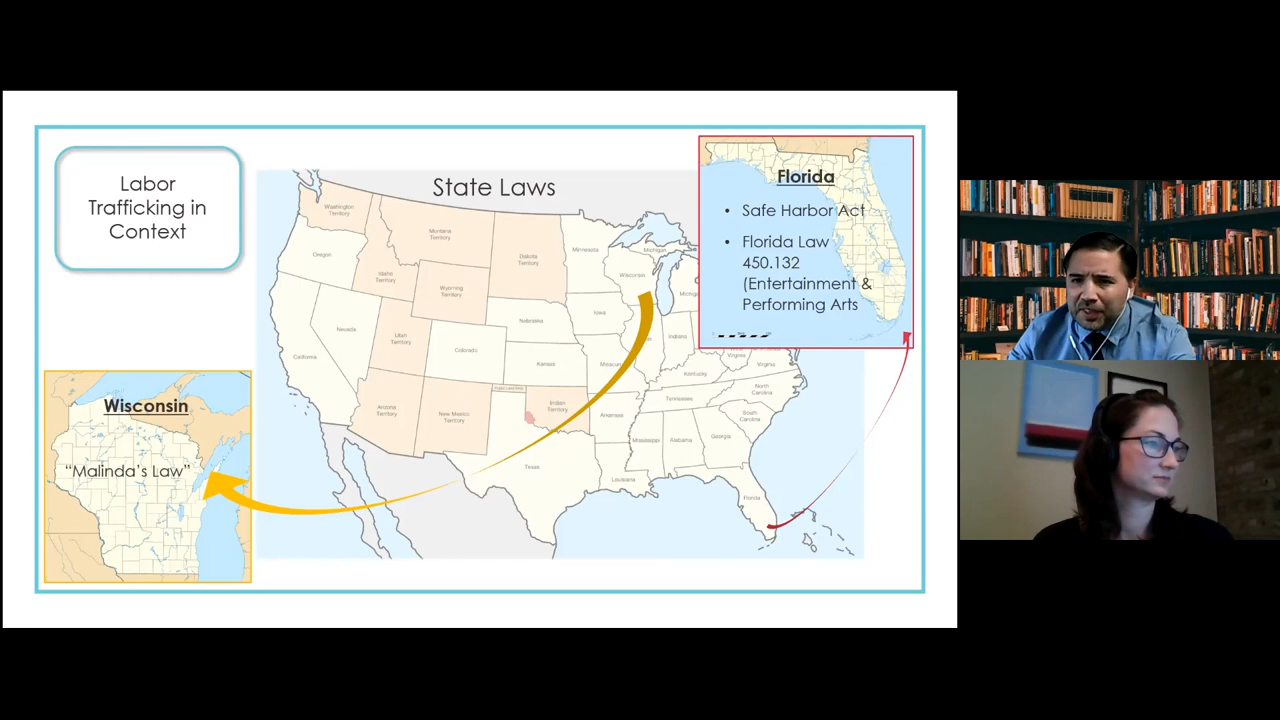 Labor
Trafficking in
Context
State Laws
Florida
• Safe Harbor Act
• Florida Law
450.132
(Entertainment &
Performing Arts
Wisconsin
“Malinda’s Law”
Washington
Territory
Montana
Territory
Dakota
Territory
Minnesota
Michigan
Wisconsin
Oregon
Idaho
Territory
Wyoming
Territory
Iowa
Nebraska
Nevada
Utah
Territory
Colorado
Kansas
Missouri
Indiana
California
Kentucky
Virginia
Virginia
Arizona
Territory
New Mexico
Territory
Indian
Territory
Arkansas
Tennessee
North
Carolina
South
Carolina
Mississippi
Alabama
Georgia
Texas
Louisiana
Florida